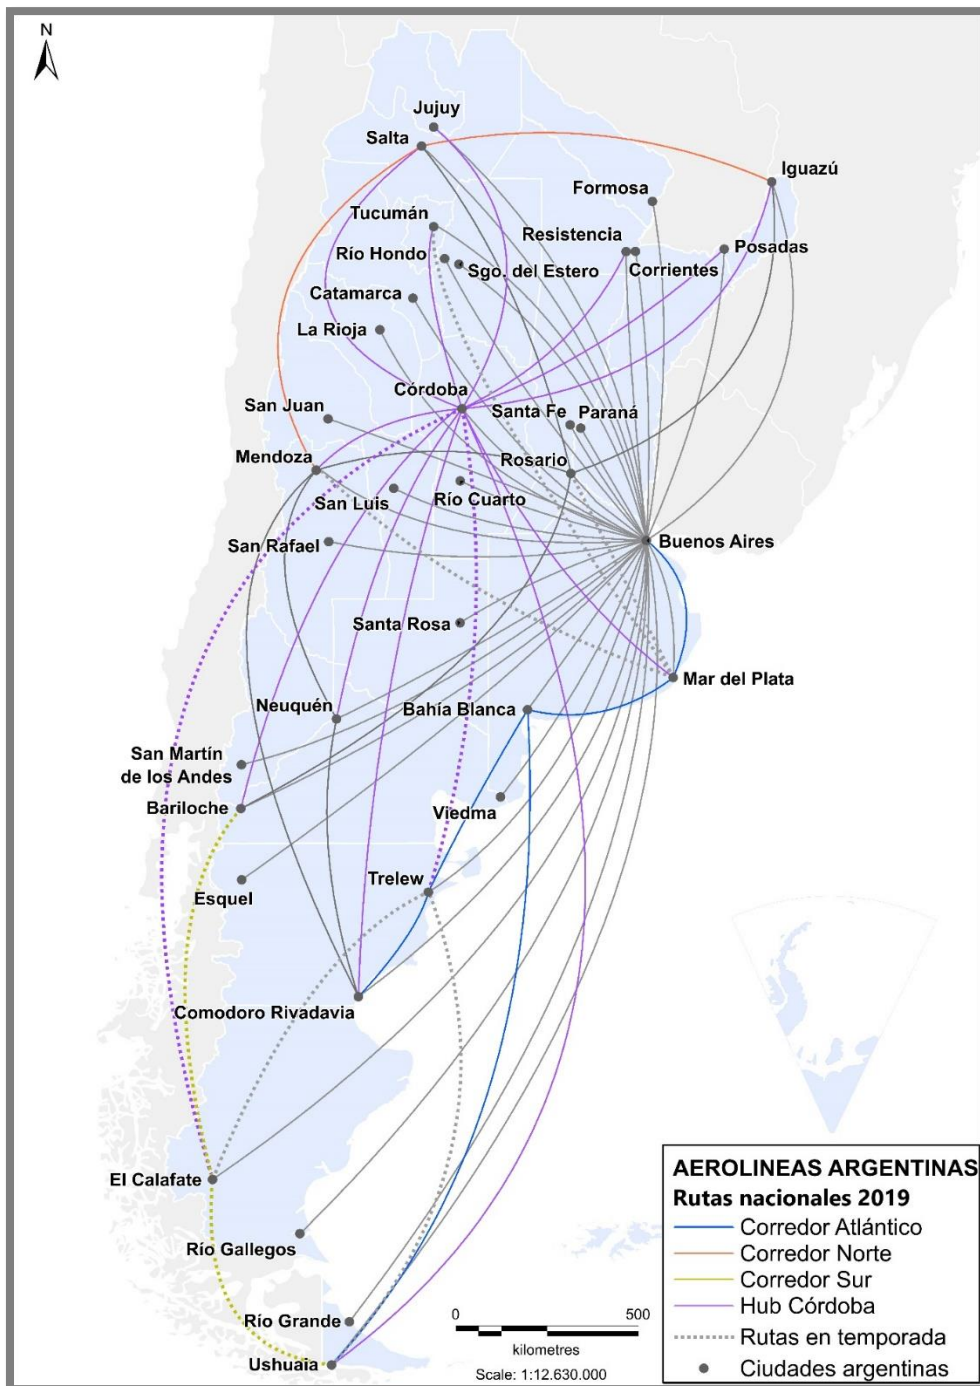 N
Jujuy
Salta
Iguazú
Formosa
Tucumán
Resistencia
Posadas
Río Hondo
Sgo. del Estero
Corrientes
Catamarca
La Rioja
Córdoba
San Juan
Santa Fe
Paraná
Mendoza
Rosario
San Luis
Río Cuarto
San Rafael
Buenos Aires
Santa Rosa
Mar del Plata
Neuquén
Bahía Blanca
San Martín
de los Andes
Bariloche
Viedma
Esquel
Trelew
Comodoro Rivadavia
El Calafate
Río Gallegos
Río Grande
Ushuaia
0 500
kilometres
Scale: 1:12.630.000
AEROLINEAS ARGENTINAS
Rutas nacionales 2019
Corredor Atlántico
Corredor Norte
Corredor Sur
Hub Córdoba
Rutas en temporada
Ciudades argentinas